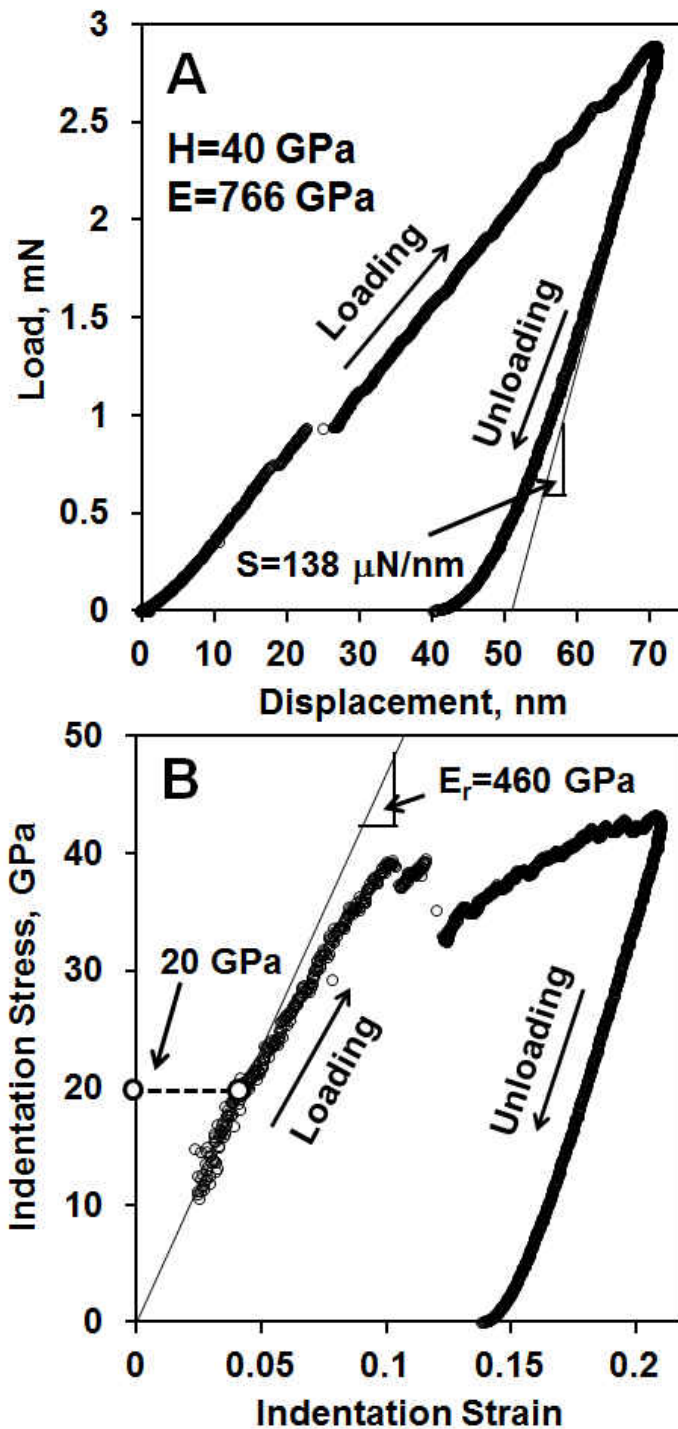 A
H=40 GPa
E=766 GPa
Loading
Unloading
S=138 μN/nm
Load, mN
3
2.5
2
1.5
1
0.5
0
0 10 20 30 40 50 60 70
Displacement, nm
B
E_r=460 GPa
20 GPa
Loading
Unloading
Indentation Stress, GPa
50
40
30
20
10
0
0 0.05 0.1 0.15 0.2
Indentation Strain